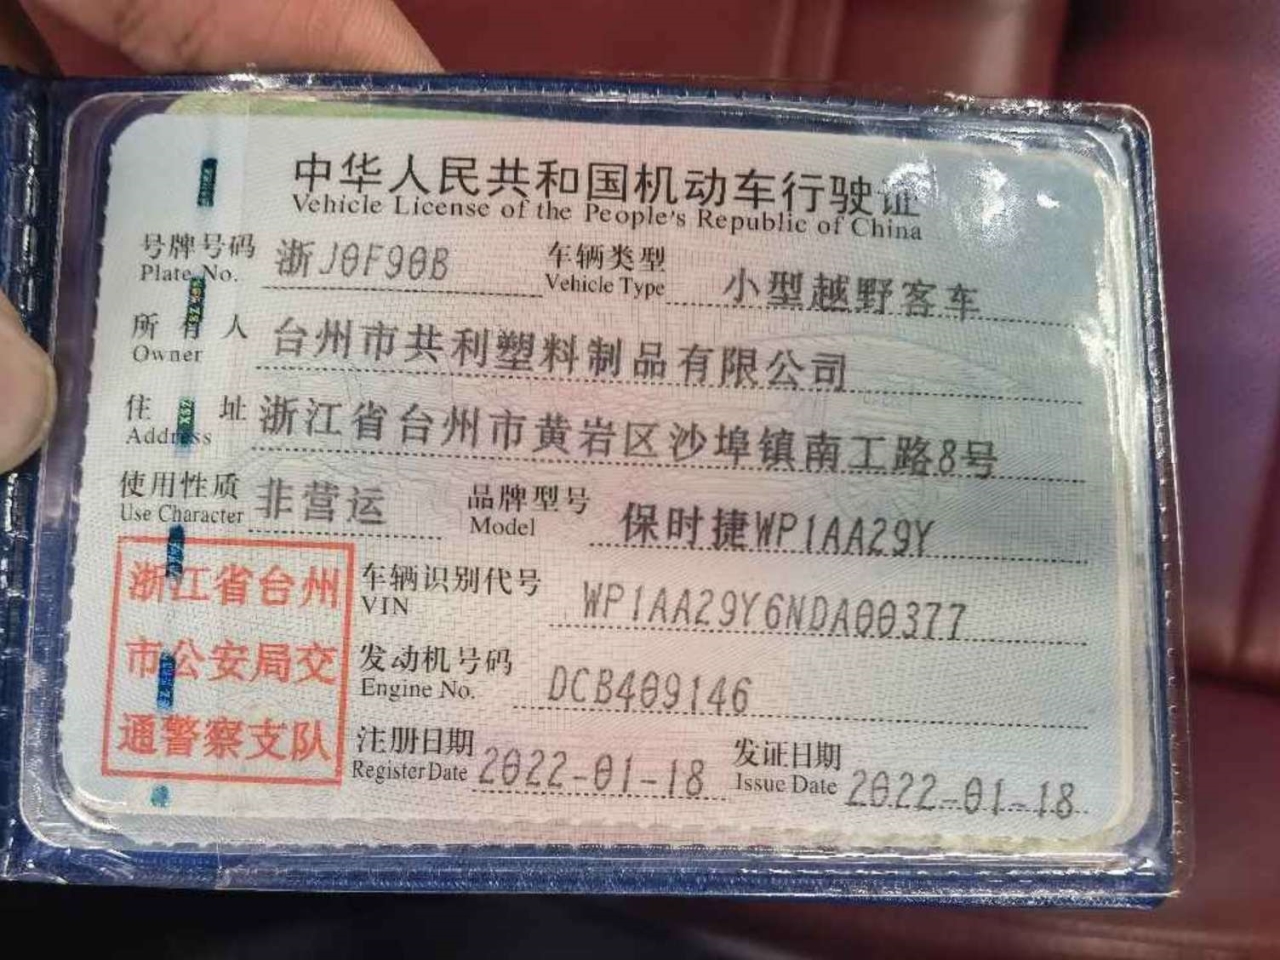 中华人民共和国机动车行驶证
Vehicle License of the People's Republic of China
号牌号码 浙J0F90B 车辆类型 小型越野客车
Plate No. Vehicle Type
所有人 台州市共利塑料制品有限公司
Owner
住址 浙江省台州市黄岩区沙埠镇南工路8号
Address
使用性质 非营运 品牌型号 保时捷WP1AA29Y
Use Character Model
浙江省台州
市公安局交
通警察支队
车辆识别代号 WP1AA29Y6NDA00377
VIN
发动机号码 DCB409146
Engine No.
注册日期 2022-01-18 发证日期 2022-01-18
Register Date Issue Date